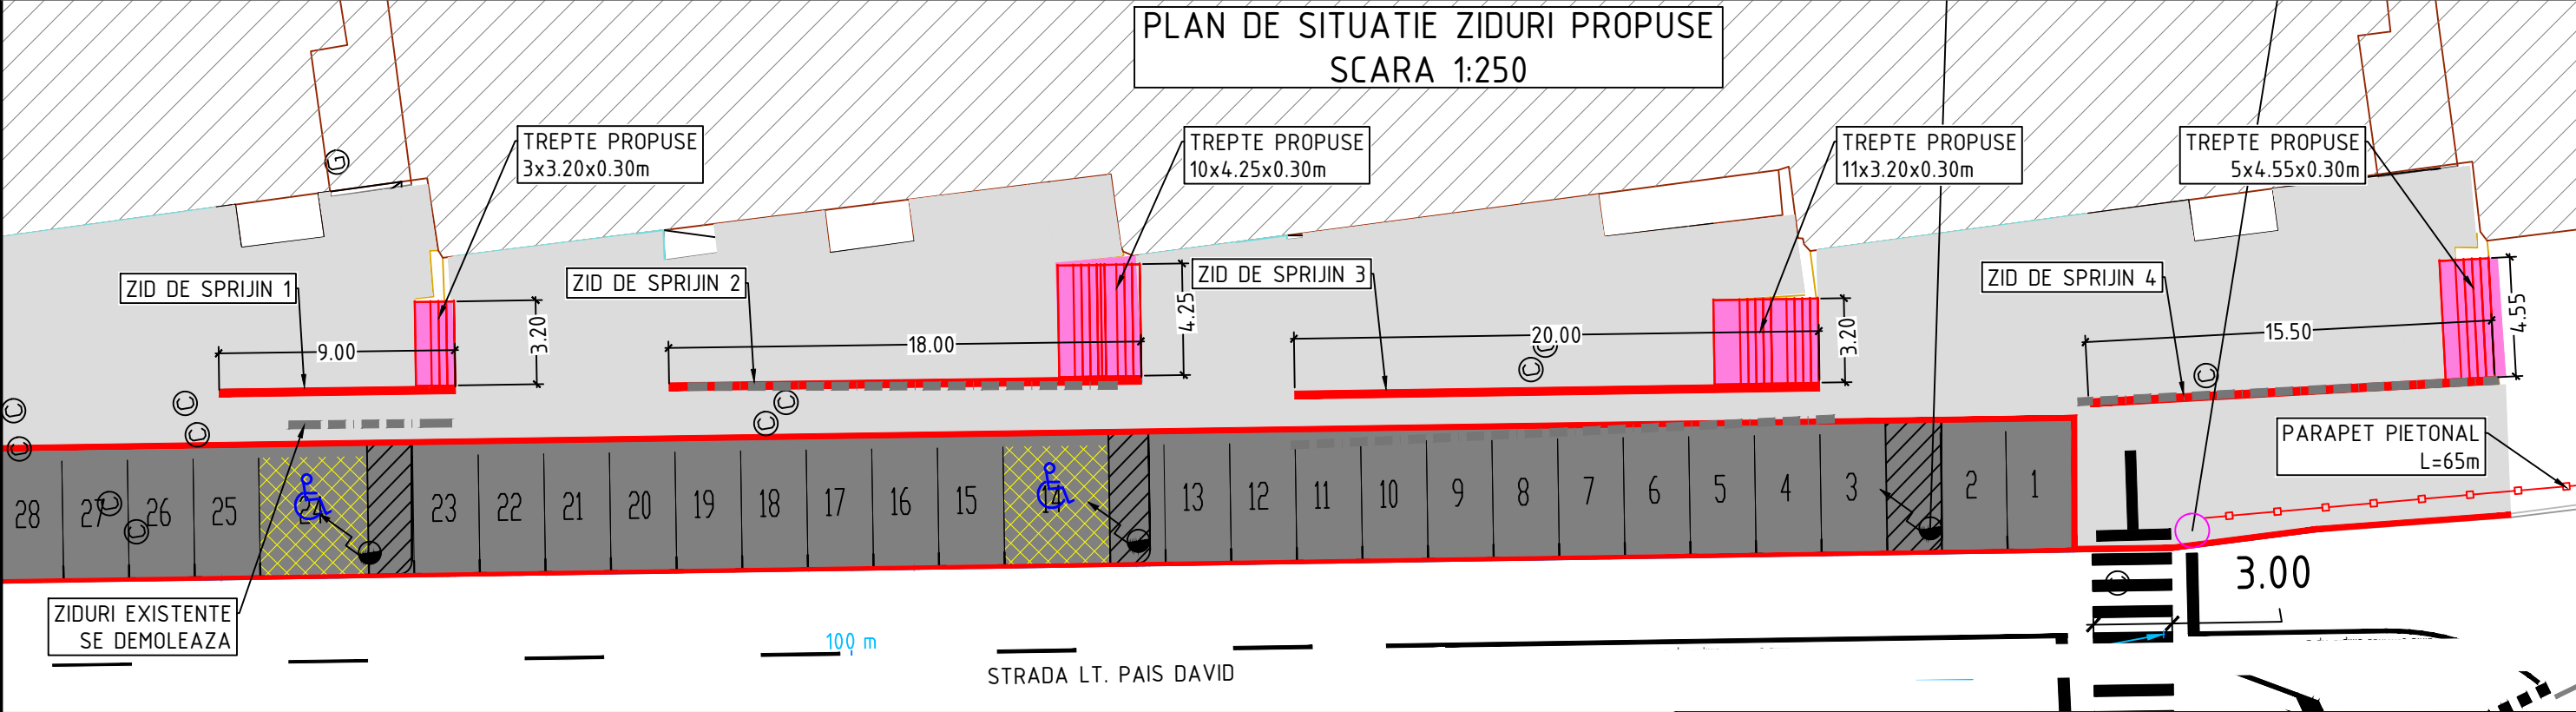 PLAN DE SITUATIE ZIDURI PROPUSE
SCARA 1:250
TREPTE PROPUSE
3x3.20x0.30m
TREPTE PROPUSE
10x4.25x0.30m
TREPTE PROPUSE
11x3.20x0.30m
TREPTE PROPUSE
5x4.55x0.30m
G
ZID DE SPRIJIN 1
ZID DE SPRIJIN 2
ZID DE SPRIJIN 3
ZID DE SPRIJIN 4
9.00
3.20
18.00
4.25
20.00
3.20
15.50
4.55
C
C
C
C
C
C
C
C
C
C
C
C
PARAPET PIETONAL
L=65m
28
27
26
25
24
23
22
21
20
19
18
17
16
15
14
13
12
11
10
9
8
7
6
5
4
3
2
1
3.00
ZIDURI EXISTENTE
SE DEMOLEAZA
100 m
STRADA LT. PAIS DAVID